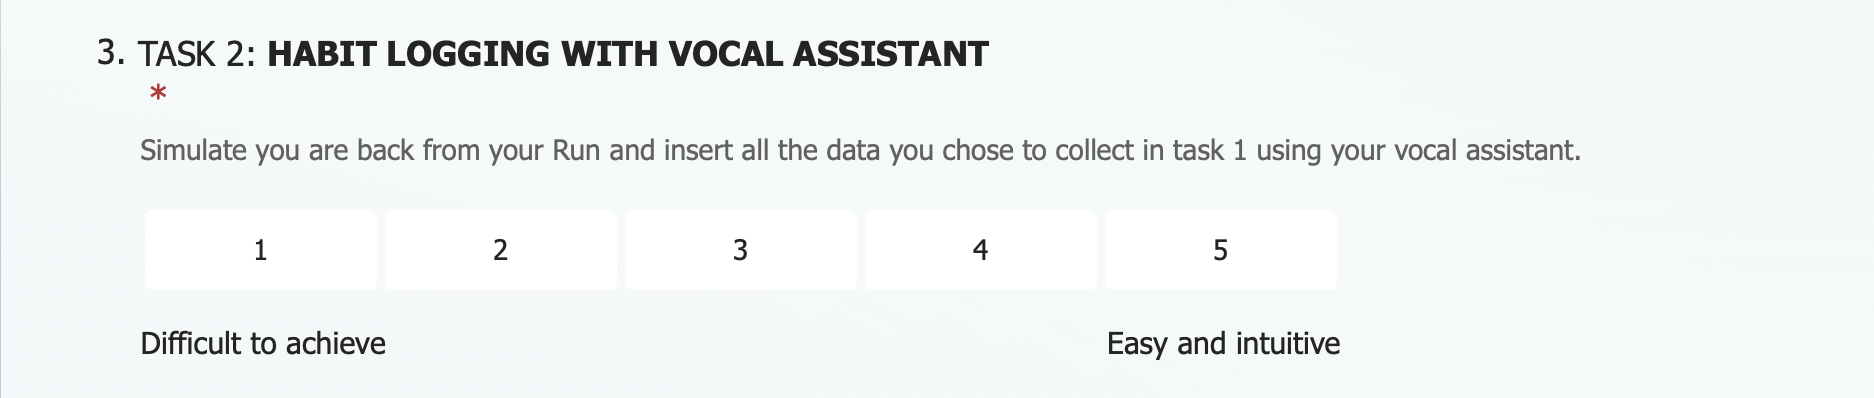 3. TASK 2: HABIT LOGGING WITH VOCAL ASSISTANT
*
Simulate you are back from your Run and insert all the data you chose to collect in task 1 using your vocal assistant.
1 2 3 4 5
Difficult to achieve Easy and intuitive